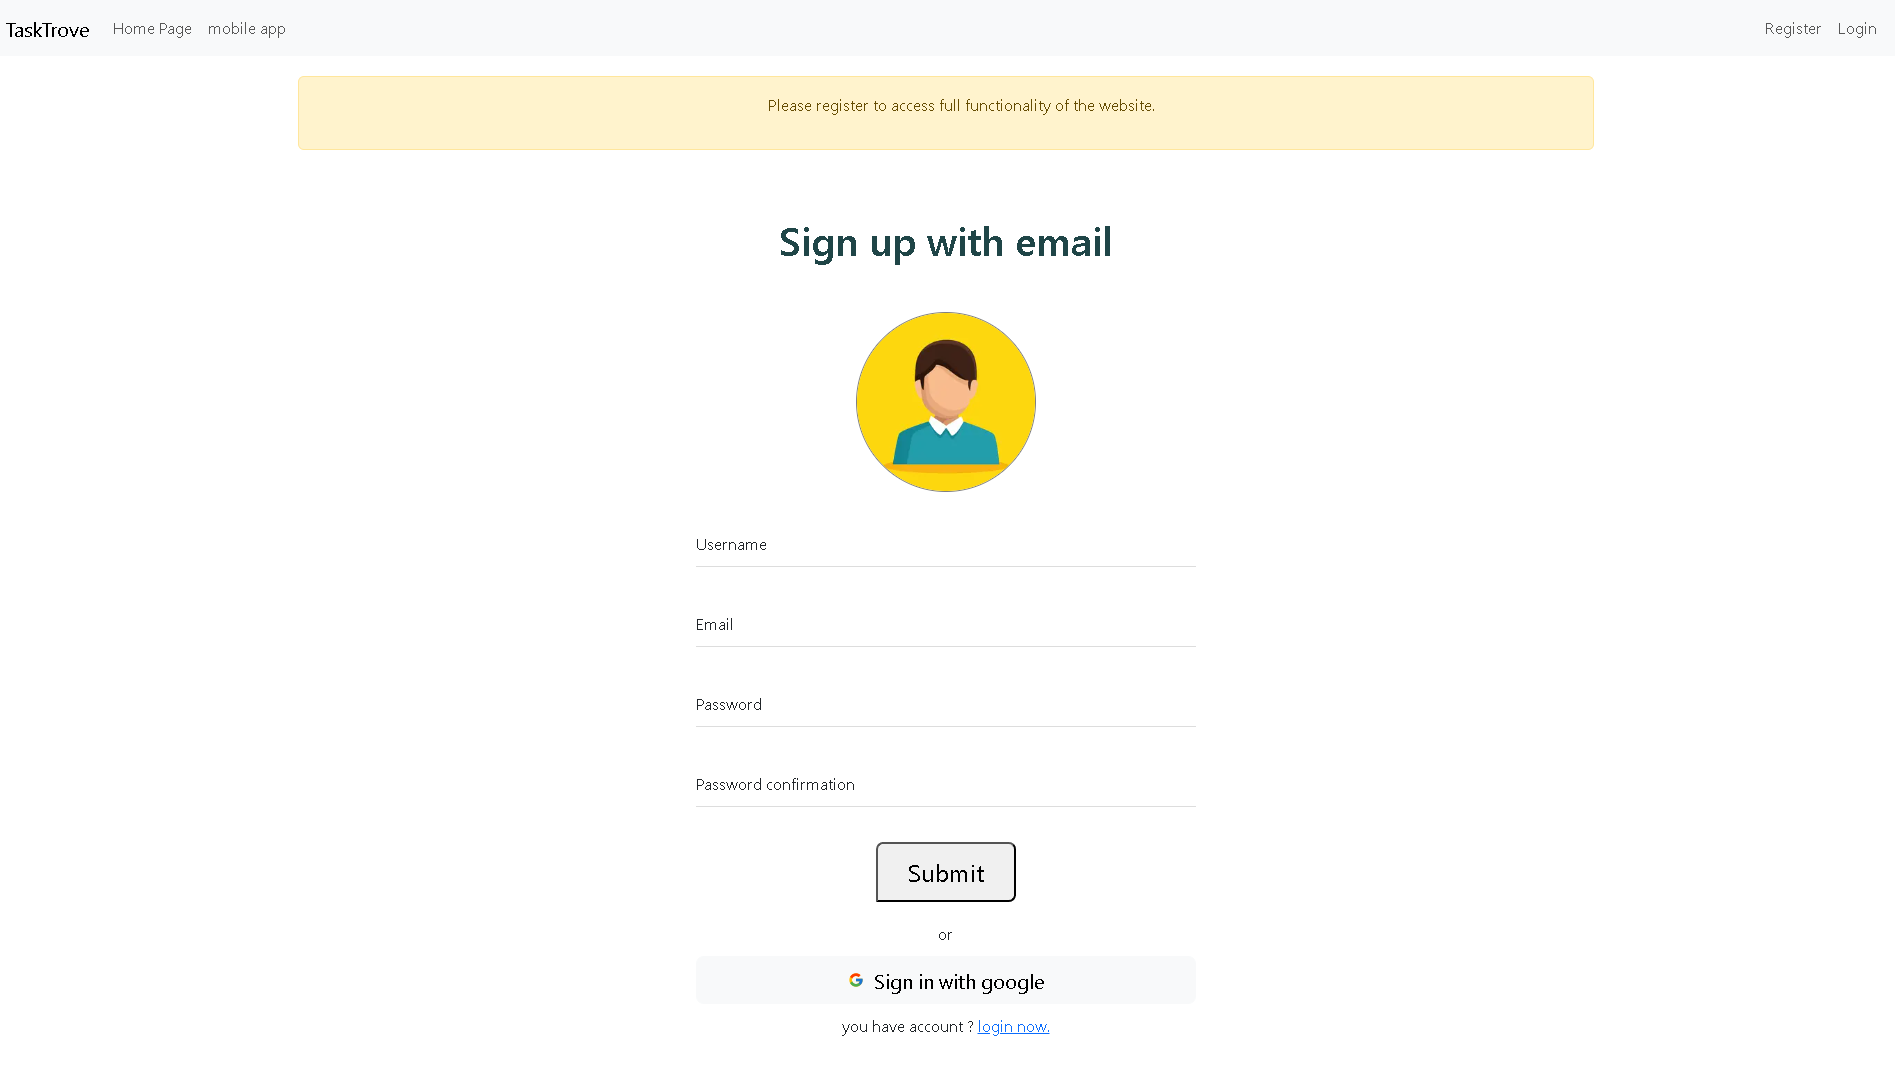 TaskTrove Home Page mobile app Register Login
Please register to access full functionality of the website.
Sign up with email
Username
Email
Password
Password confirmation
Submit
or
Sign in with google
you have account ? login now.